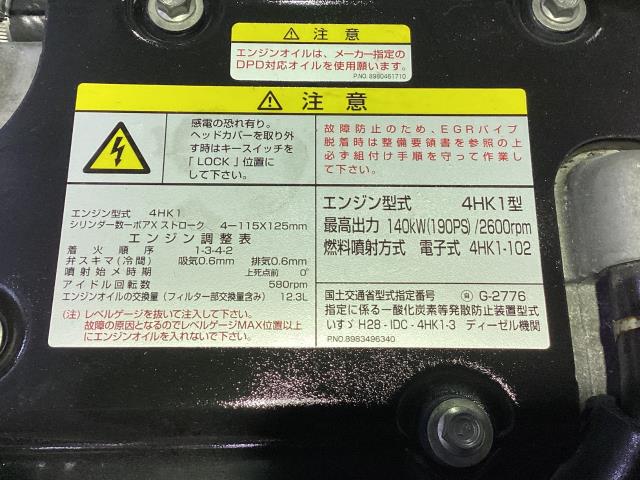 ⚠ 注意
エンジンオイルは、メーカー指定の
DPD対応オイルを使用願います。
P.NO.8980461710
⚠ 注意
感電の恐れ有り。
ヘッドカバーを取り外
す時はキースイッチを
「LOCK」位置に
して下さい。
故障防止のため、EGRパイプ
脱着時は整備要領書を参照の上
必ず組付け手順を守って作業し
て下さい。
エンジン型式 4HK1
シリンダー数ーボアX ストローク 4ー115X125mm
エンジン調整表
着火順序 1-3-4-2
弁スキマ(冷間) 吸気0.6mm 排気0.6mm
噴射始メ時期 上死点前 0°
アイドル回転数 580rpm
エンジンオイルの交換量(フィルター部交換量含み) 12.3L
(注)レベルゲージを抜いて注入して下さい。
故障の原因となるのでレベルゲージMAX位置以上
にエンジンオイルを入れないで下さい。
エンジン型式 4HK1型
最高出力 140kW(190PS)/2600rpm
燃料噴射方式 電子式 4HK1-102
国土交通省型式指定番号 G-2776
指定に係る一酸化炭素等発散防止装置型式
いすゞ H28-IDC-4HK1-3 ディーゼル機関
P.NO.8983496340